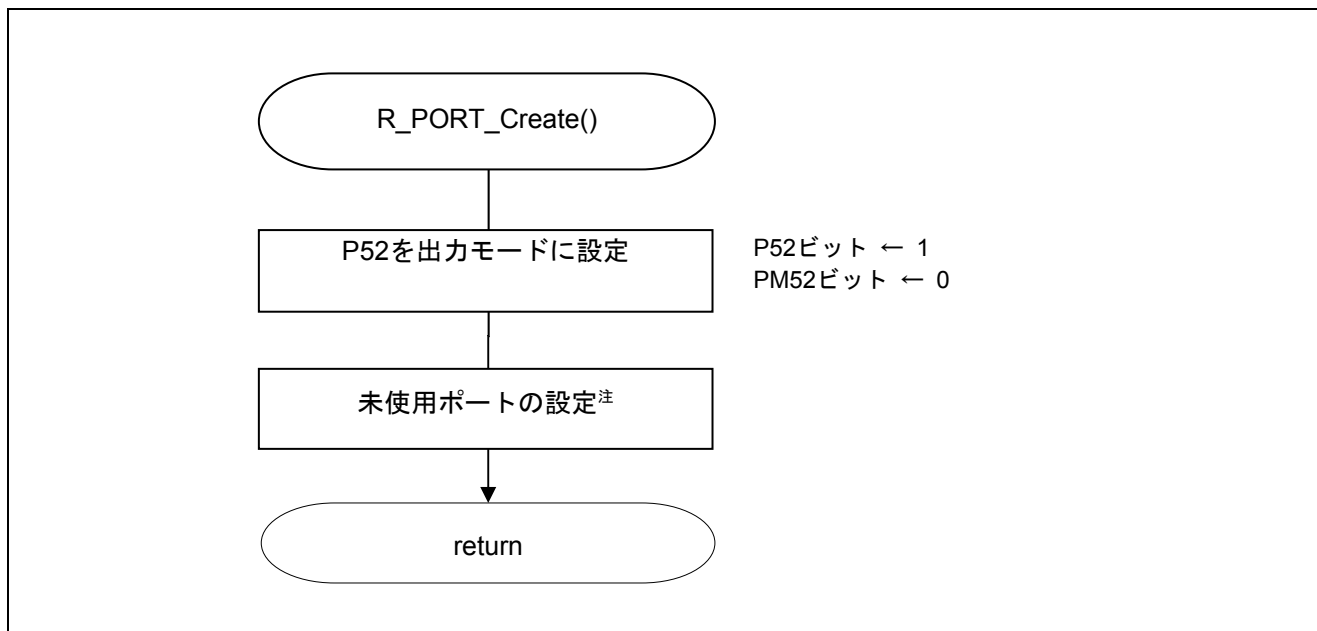 R_PORT_Create()
P52を出力モードに設定
P52ビット ← 1
PM52ビット ← 0
未使用ポートの設定注
return